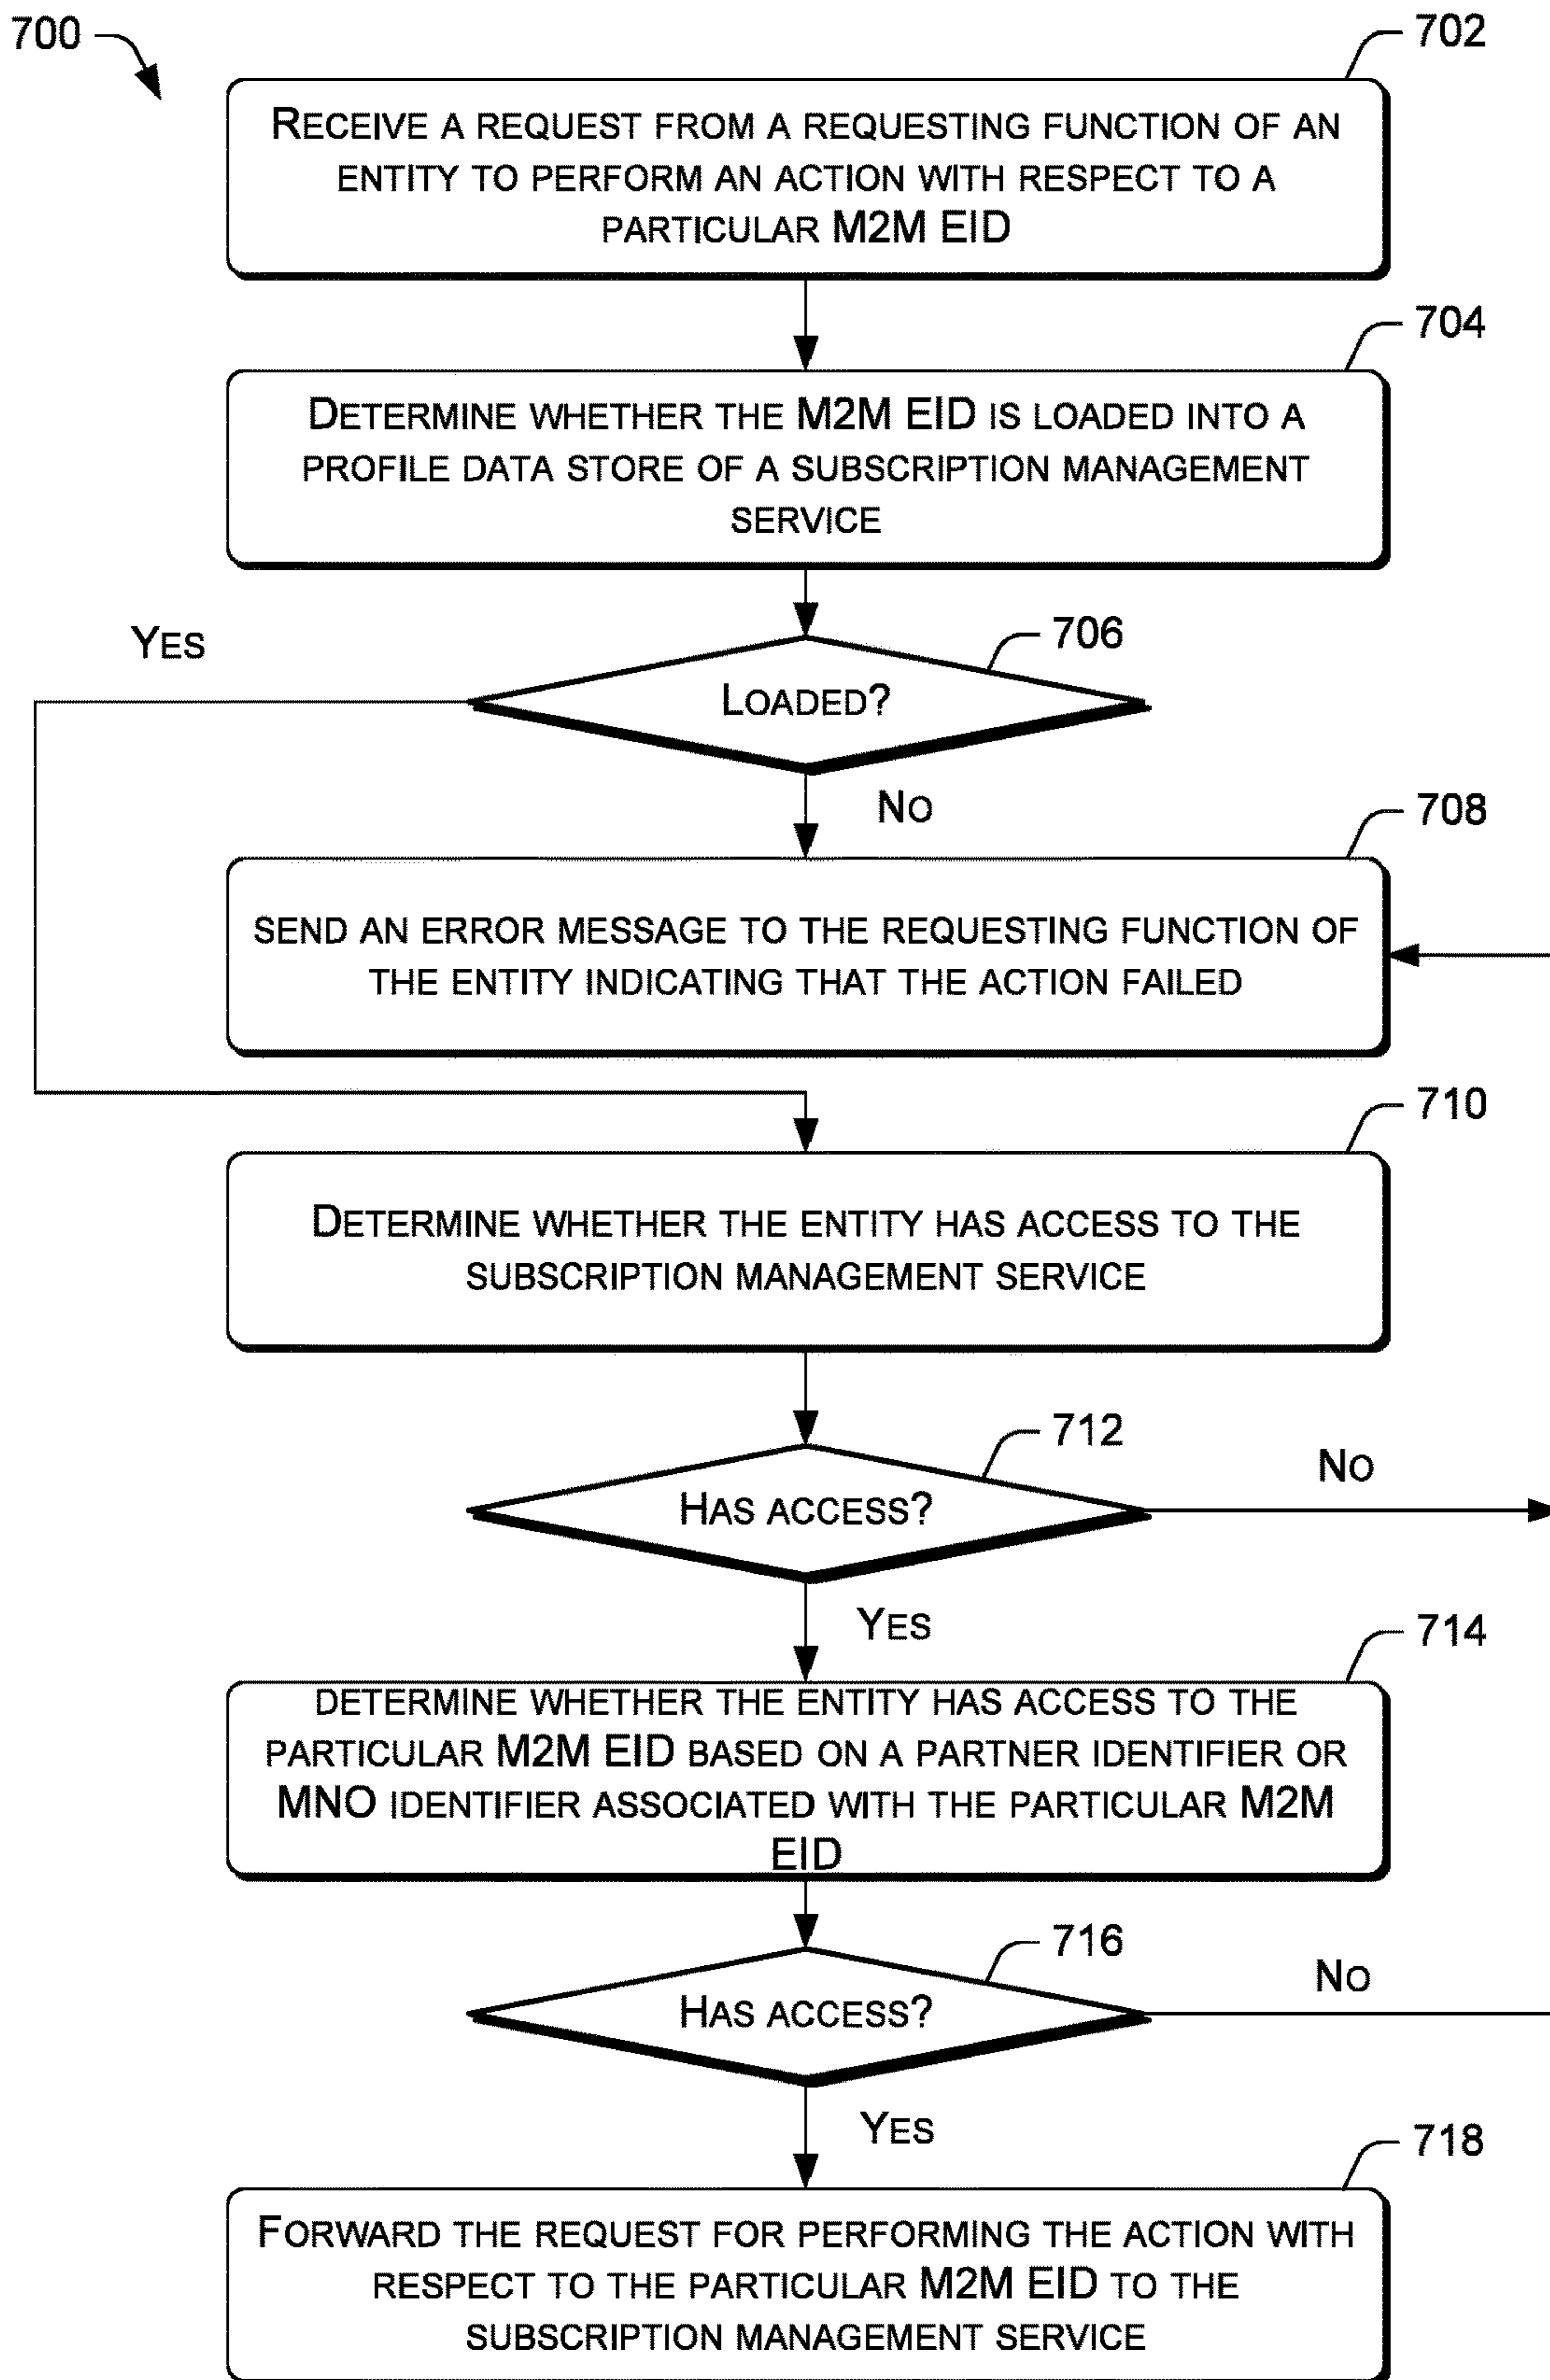 700
702
RECEIVE A REQUEST FROM A REQUESTING FUNCTION OF AN
ENTITY TO PERFORM AN ACTION WITH RESPECT TO A
PARTICULAR M2M EID
704
DETERMINE WHETHER THE M2M EID IS LOADED INTO A
PROFILE DATA STORE OF A SUBSCRIPTION MANAGEMENT
SERVICE
YES
706
LOADED?
NO
708
SEND AN ERROR MESSAGE TO THE REQUESTING FUNCTION OF
THE ENTITY INDICATING THAT THE ACTION FAILED
710
DETERMINE WHETHER THE ENTITY HAS ACCESS TO THE
SUBSCRIPTION MANAGEMENT SERVICE
712
NO
HAS ACCESS?
YES
714
DETERMINE WHETHER THE ENTITY HAS ACCESS TO THE
PARTICULAR M2M EID BASED ON A PARTNER IDENTIFIER OR
MNO IDENTIFIER ASSOCIATED WITH THE PARTICULAR M2M
EID
716
NO
HAS ACCESS?
YES
718
FORWARD THE REQUEST FOR PERFORMING THE ACTION WITH
RESPECT TO THE PARTICULAR M2M EID TO THE
SUBSCRIPTION MANAGEMENT SERVICE